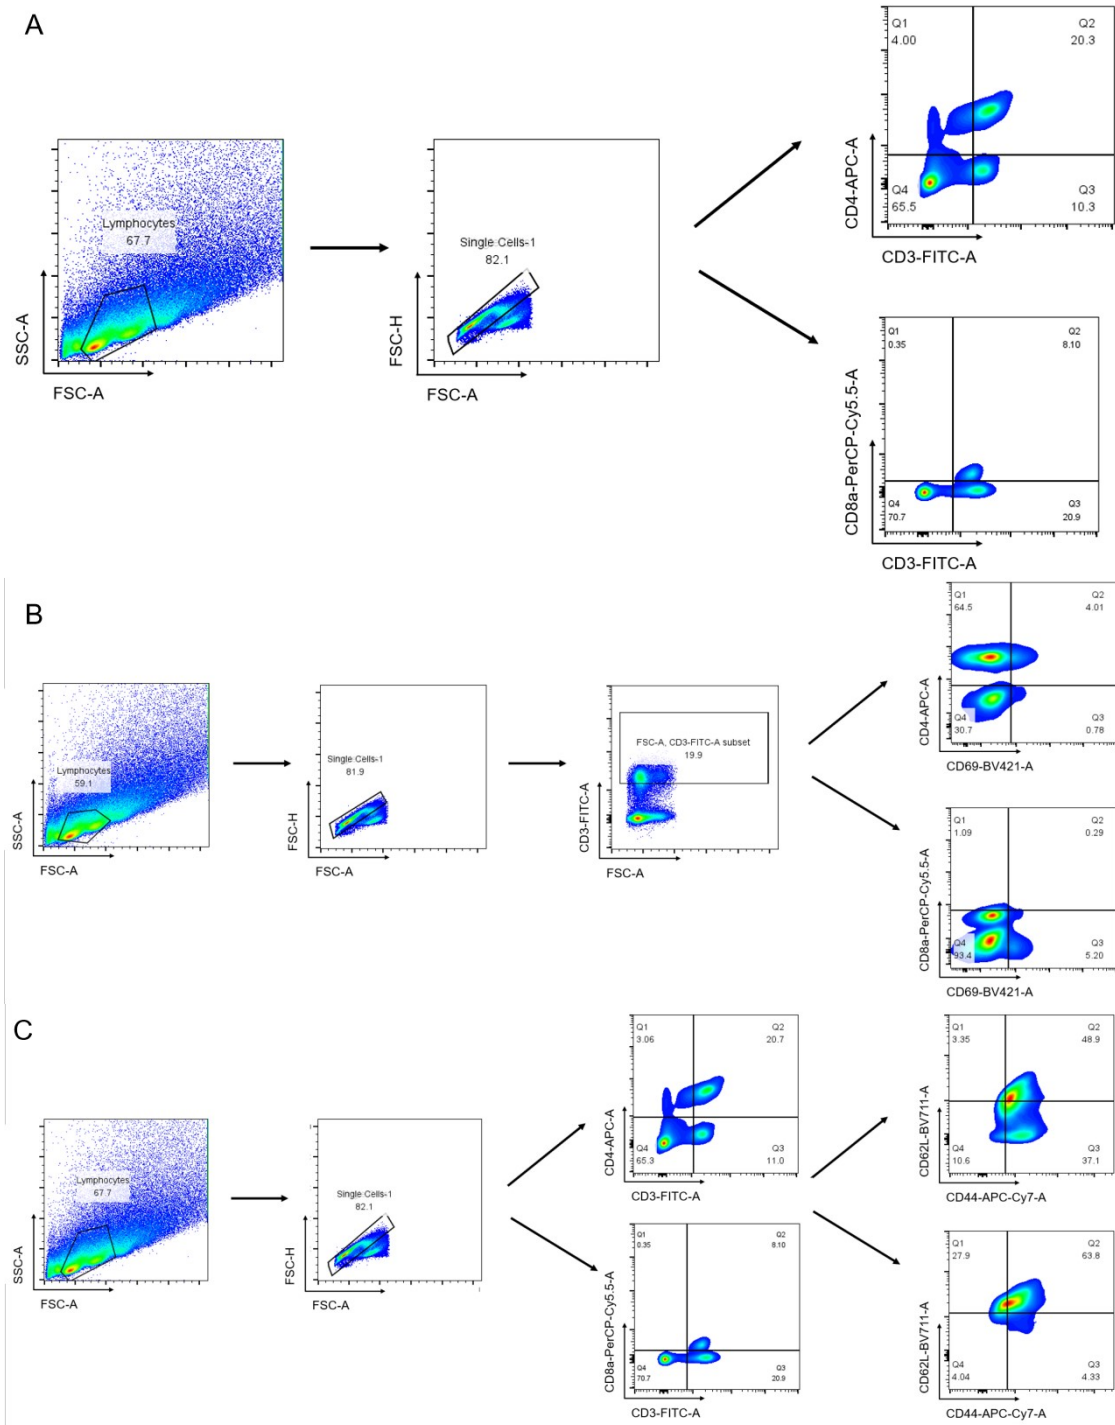 A
Lymphocytes
67.7
SSC-A
FSC-A
Single Cells-1
82.1
FSC-H
FSC-A
Q1
4.00
Q2
20.3
Q4
65.5
Q3
10.3
CD4-APC-A
CD3-FITC-A
Q1
0.35
Q2
8.10
Q4
70.7
Q3
20.9
CD8a-PerCP-Cy5.5-A
CD3-FITC-A
B
Lymphocytes
59.1
SSC-A
FSC-A
Single Cells-1
81.9
FSC-H
FSC-A
FSC-A, CD3-FITC-A subset
19.9
CD3-FITC-A
FSC-A
Q1
64.5
Q2
4.01
Q4
30.7
Q3
0.78
CD4-APC-A
CD69-BV421-A
Q1
1.09
Q2
0.29
Q4
93.4
Q3
5.20
CD8a-PerCP-Cy5.5-A
CD69-BV421-A
C
Lymphocytes
67.7
SSC-A
FSC-A
Single Cells-1
82.1
FSC-H
FSC-A
Q1
3.06
Q2
20.7
Q4
65.3
Q3
11.0
CD4-APC-A
CD3-FITC-A
Q1
0.35
Q2
8.10
Q4
70.7
Q3
20.9
CD8a-PerCP-Cy5.5-A
CD3-FITC-A
Q1
3.35
Q2
48.9
Q4
10.6
Q3
37.1
CD62L-BV711-A
CD44-APC-Cy7-A
Q1
27.9
Q2
63.8
Q4
4.04
Q3
4.33
CD62L-BV711-A
CD44-APC-Cy7-A